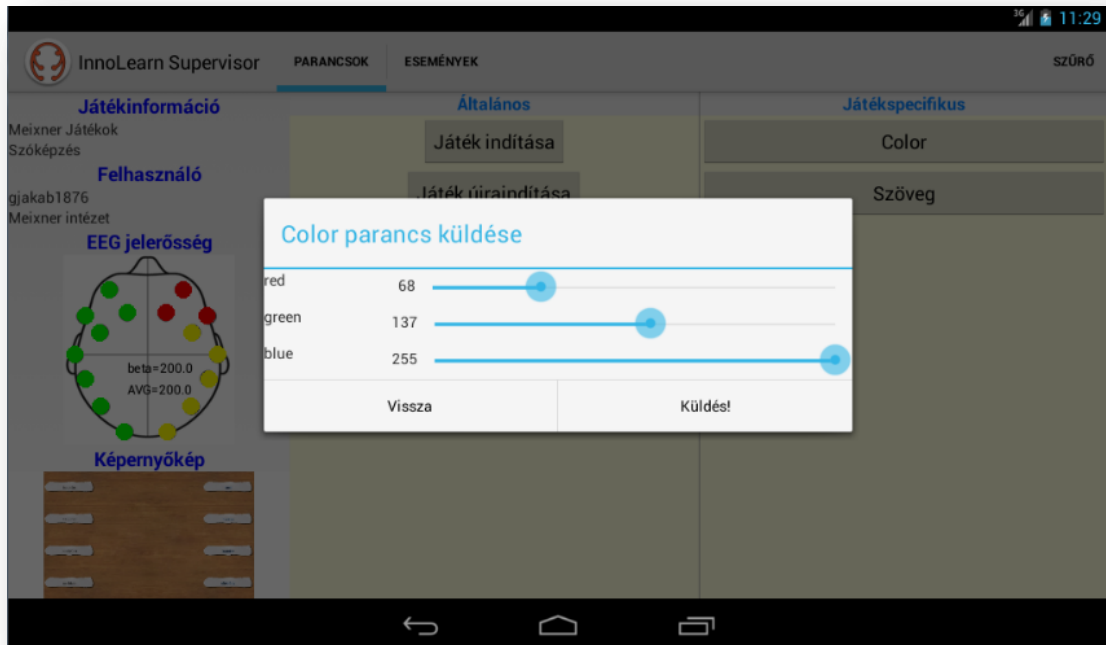 3G 11:29
InnoLearn Supervisor PARANCSOK ESEMÉNYEK SZŰRŐ
Játékinformáció
Meixner Játékok
Szóképzés
Felhasználó
gjakab1876
Meixner intézet
EEG jelerősség
beta=200.0
AVG=200.0
Képernyőkép
Általános
Játék indítása
Játék újraindítása
Játékspecifikus
Color
Szöveg
Color parancs küldése
red 68
green 137
blue 255
Vissza Küldés!